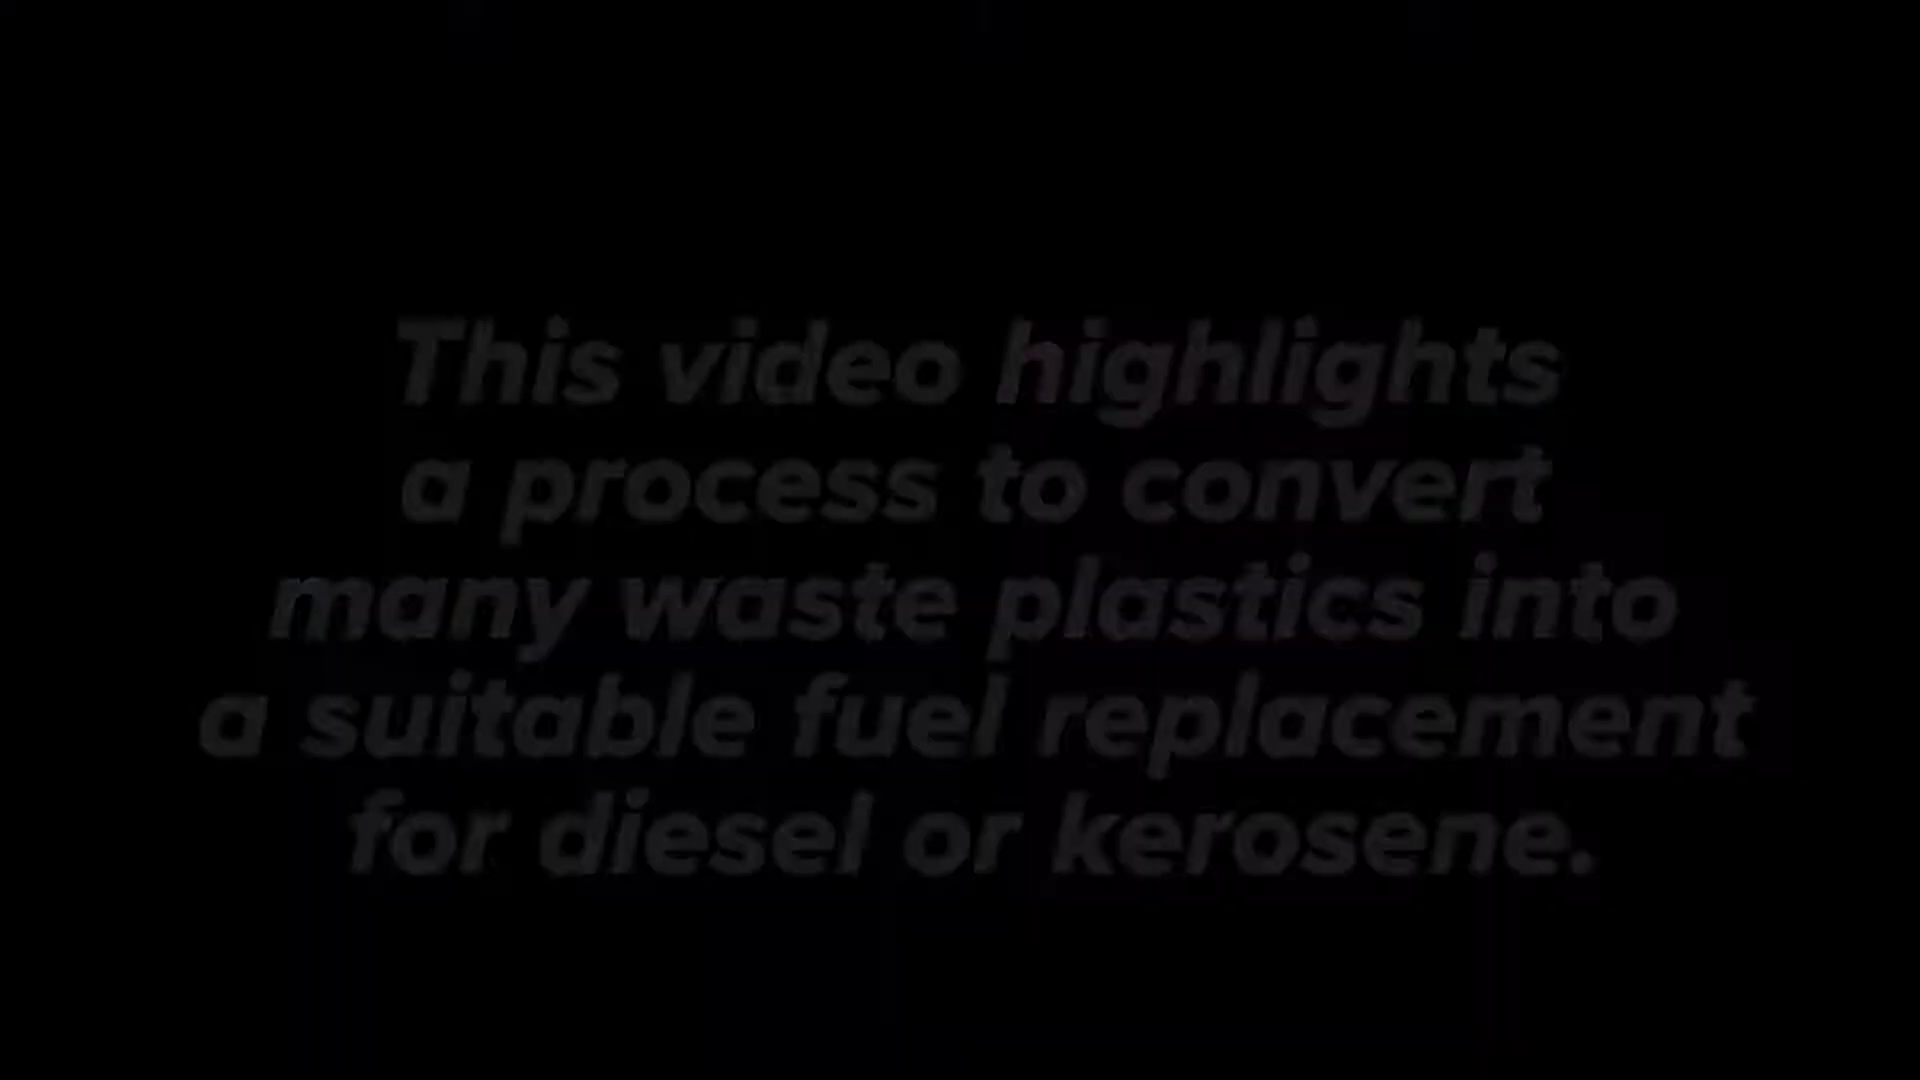 This video highlights
a process to convert
many waste plastics into
a suitable fuel replacement
for diesel or kerosene.